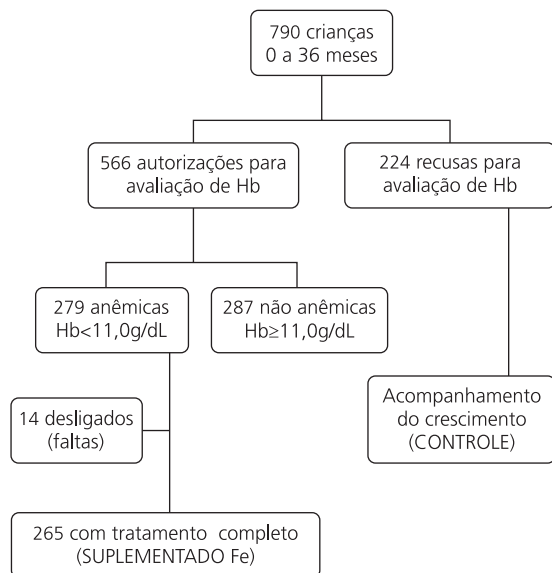 790 crianças
0 a 36 meses
566 autorizações para
avaliação de Hb
224 recusas para
avaliação de Hb
279 anêmicas
Hb<11,0g/dL
287 não anêmicas
Hb≥11,0g/dL
14 desligados
(faltas)
Acompanhamento
do crescimento
(CONTROLE)
265 com tratamento completo
(SUPLEMENTADO Fe)